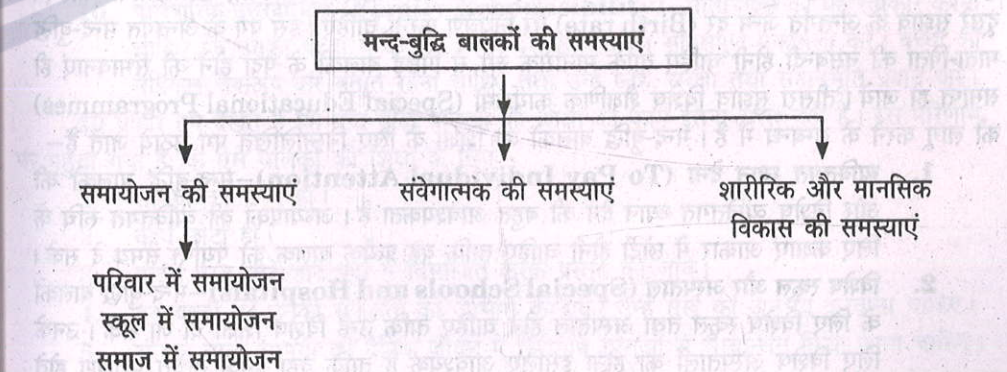 मन्द-बुद्धि बालकों की समस्याएं
समायोजन की समस्याएं
संवेगात्मक की समस्याएं
शारीरिक और मानसिक
विकास की समस्याएं
परिवार में समायोजन
स्कूल में समायोजन
समाज में समायोजन